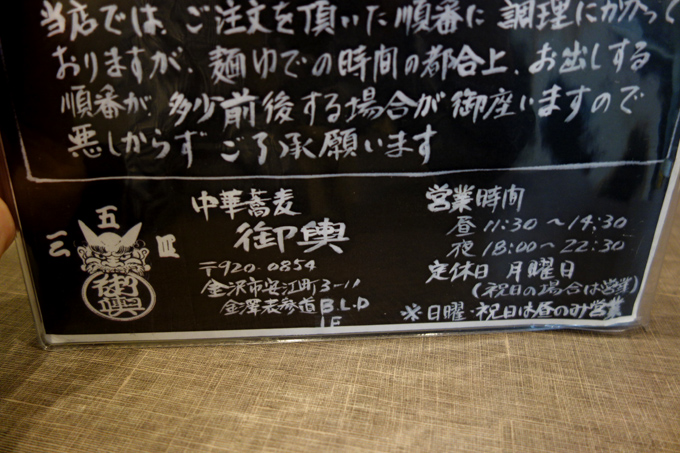 当店では、ご注文を頂いた順番に調理にかかって
おりますが、麺ゆでの時間の都合上、お出しする
順番が、多少前後する場合が御座いますので
悪しからずご了承願います
中華蕎麦
御輿
〒920-0854
金沢市安江町3-11
金澤表参道B.L.D
1F
営業時間
昼 11:30~14:30
夜 18:00~22:30
定休日 月曜日
(祝日の場合は営業)
※日曜・祝日は昼のみ営業
五
三 四
御輿